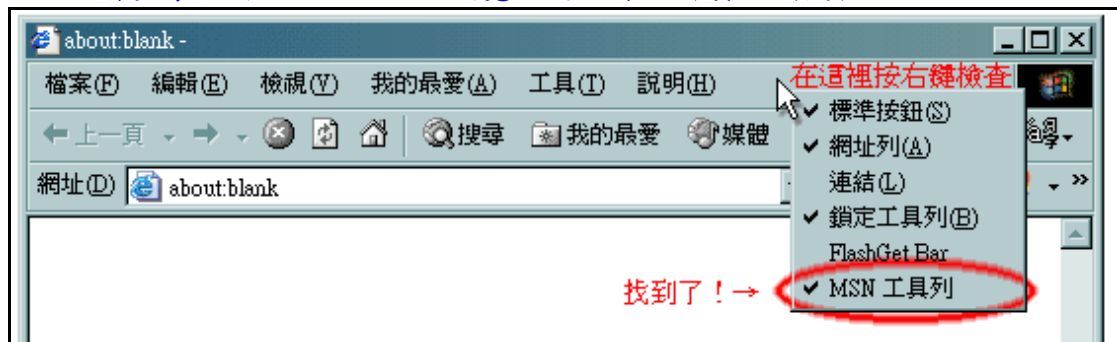 about:blank -
檔案(F) 編輯(E) 檢視(V) 我的最愛(A) 工具(T) 說明(H)
在這裡按右鍵檢查
上一頁 搜尋 我的最愛 媒體
網址(D) about:blank
標準按鈕(S)
網址列(A)
連結(L)
鎖定工具列(B)
FlashGet Bar
找到了！→ MSN 工具列